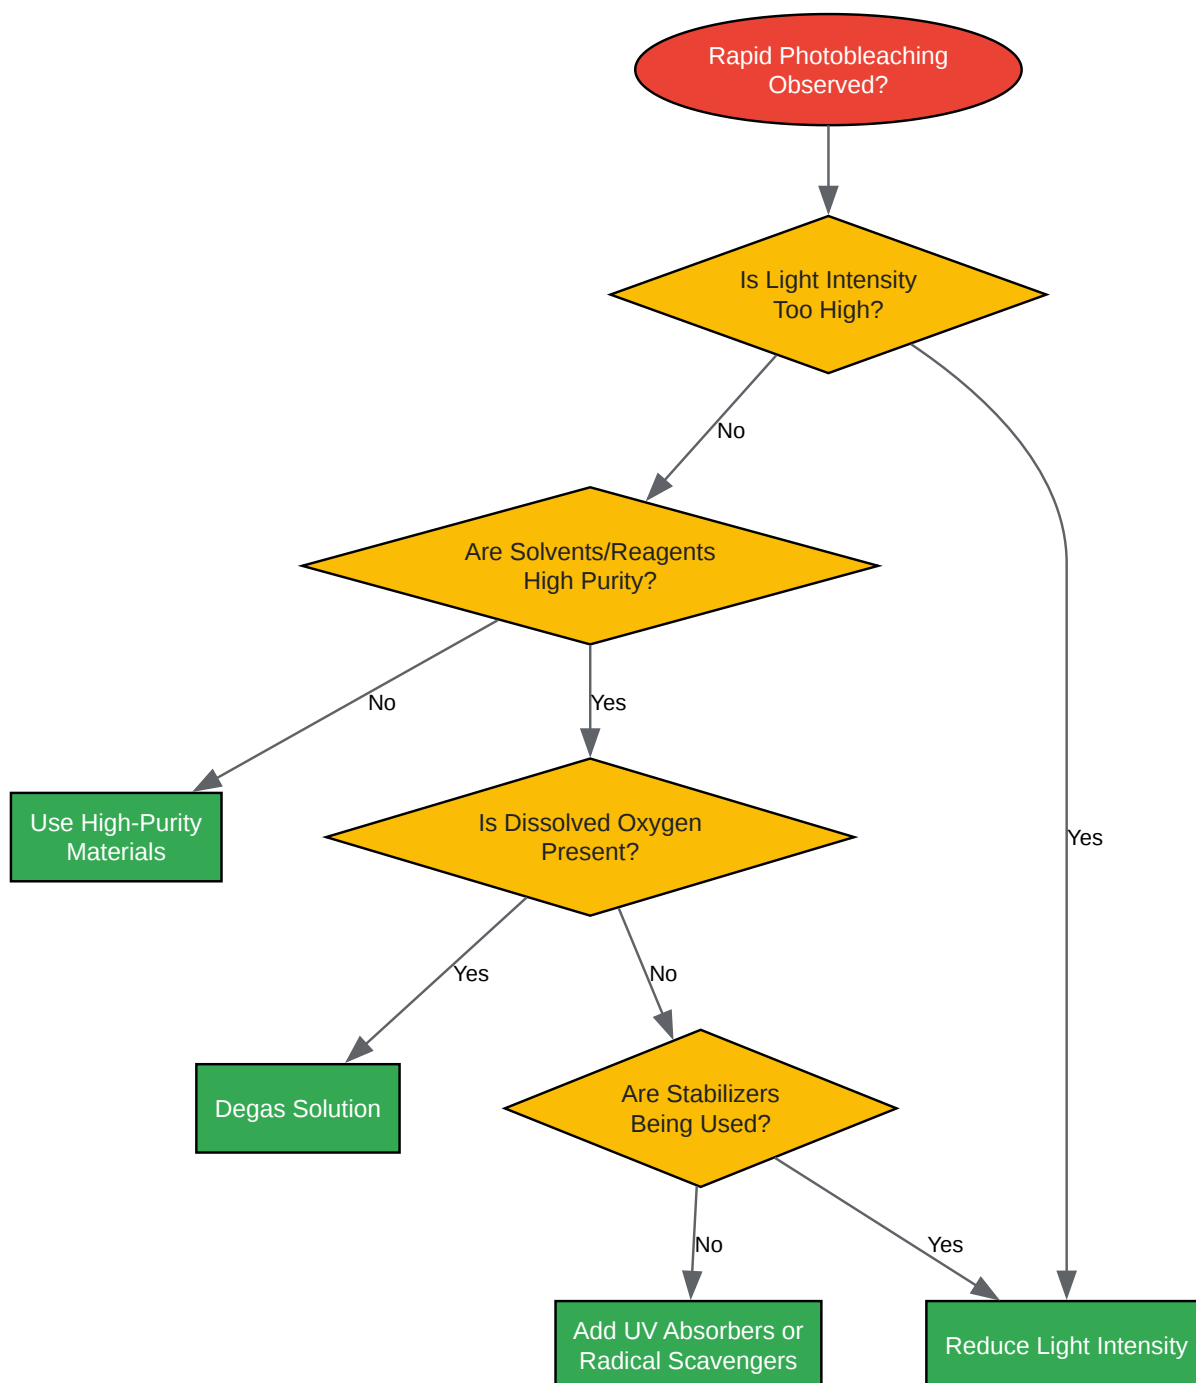 Rapid Photobleaching
Observed?
Is Light Intensity
Too High?
No
Are Solvents/Reagents
High Purity?
No
Yes
Use High-Purity
Materials
Is Dissolved Oxygen
Present?
Yes
Yes
No
Degas Solution
Are Stabilizers
Being Used?
No
Yes
Add UV Absorbers or
Radical Scavengers
Reduce Light Intensity